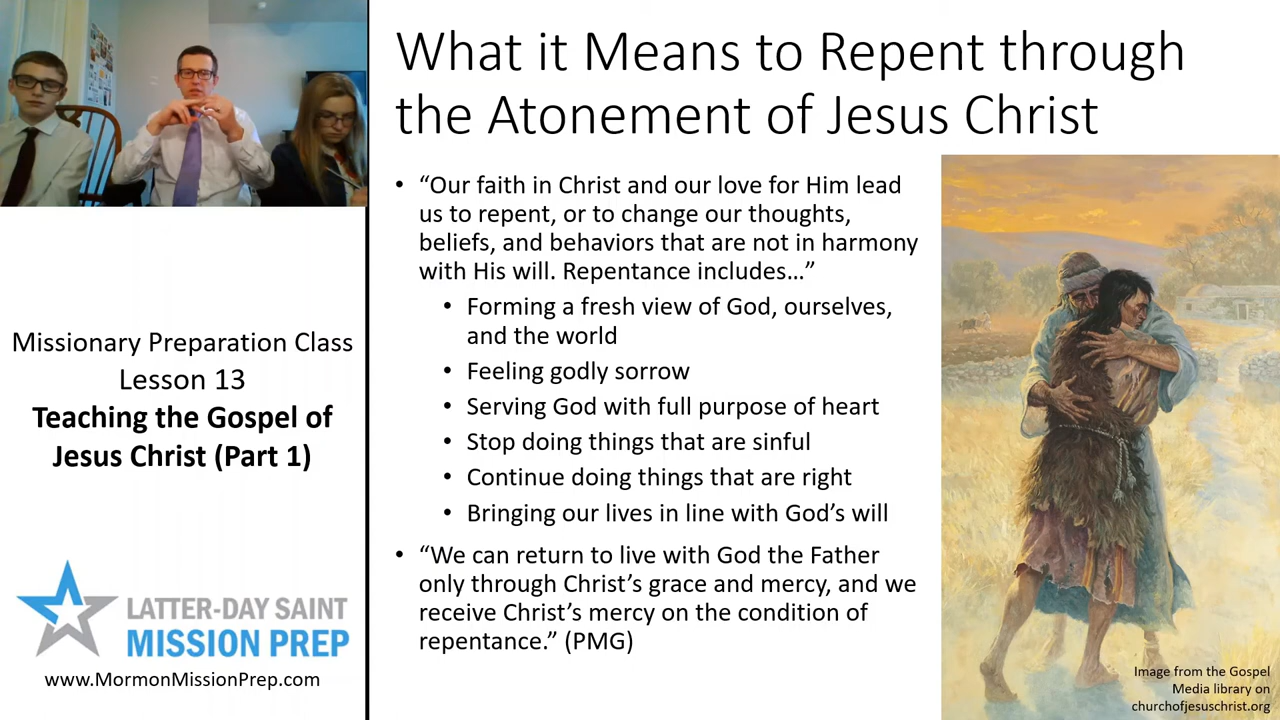 What it Means to Repent through
the Atonement of Jesus Christ
• “Our faith in Christ and our love for Him lead
us to repent, or to change our thoughts,
beliefs, and behaviors that are not in harmony
with His will. Repentance includes…”
• Forming a fresh view of God, ourselves,
and the world
• Feeling godly sorrow
• Serving God with full purpose of heart
• Stop doing things that are sinful
• Continue doing things that are right
• Bringing our lives in line with God’s will
• “We can return to live with God the Father
only through Christ’s grace and mercy, and we
receive Christ’s mercy on the condition of
repentance.” (PMG)
Missionary Preparation Class
Lesson 13
Teaching the Gospel of
Jesus Christ (Part 1)
LATTER-DAY SAINT
MISSION PREP
www.MormonMissionPrep.com
Image from the Gospel
Media library on
churchofjesuschrist.org